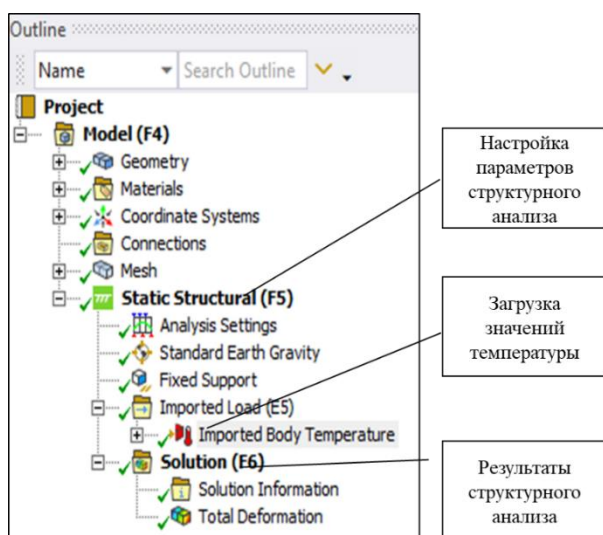 Outline
Name
Search Outline
Project
Model (F4)
Geometry
Materials
Coordinate Systems
Connections
Mesh
Static Structural (F5)
Analysis Settings
Standard Earth Gravity
Fixed Support
Imported Load (E5)
Imported Body Temperature
Solution (F6)
Solution Information
Total Deformation
Настройка
параметров
структурного
анализа
Загрузка
значений
температуры
Результаты
структурного
анализа